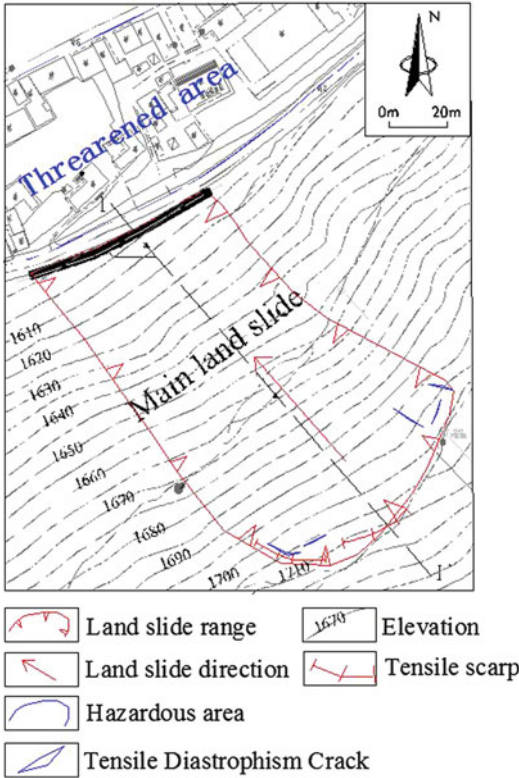 N
0m 20m
Threarened area
I
Main land slide
1610
1620
1630
1640
1650
1660
1670
1680
1690
1700
1710
I'
Land slide range
1670 Elevation
Land slide direction
Tensile scarp
Hazardous area
Tensile Diastrophism Crack